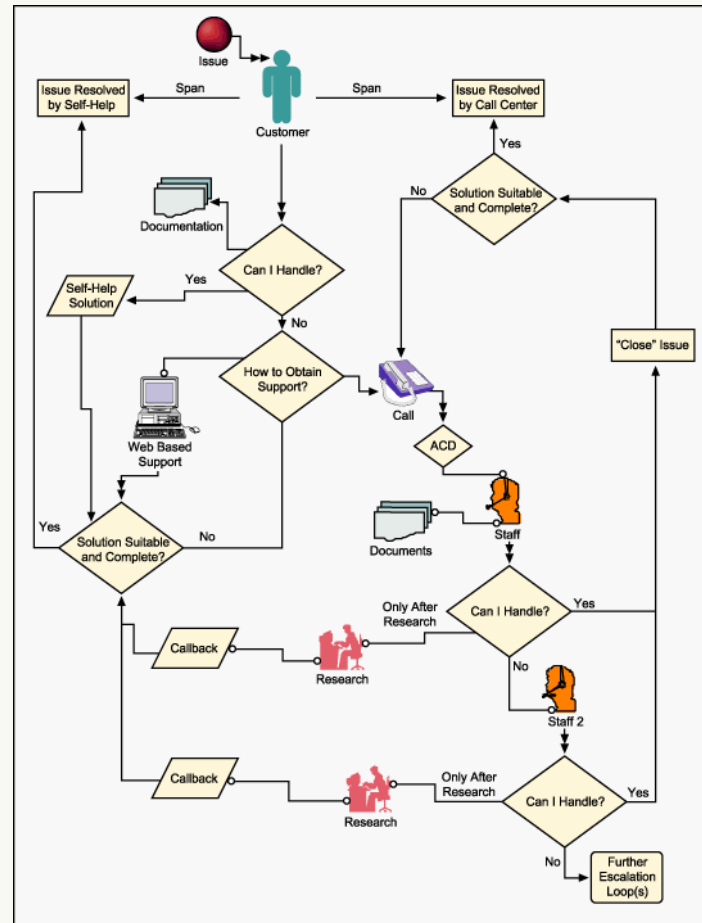 Issue
Issue Resolved
by Self-Help
Span
Span
Issue Resolved
by Call Center
Customer
Yes
Documentation
No
Solution Suitable
and Complete?
Can I Handle?
Self-Help
Solution
Yes
No
"Close" Issue
How to Obtain
Support?
Call
Web Based
Support
ACD
Yes
Solution Suitable
and Complete?
No
Documents
Staff
Only After
Research
Can I Handle?
Yes
Callback
Research
No
Staff 2
Callback
Research
Only After
Research
Can I Handle?
Yes
No
Further
Escalation
Loop(s)